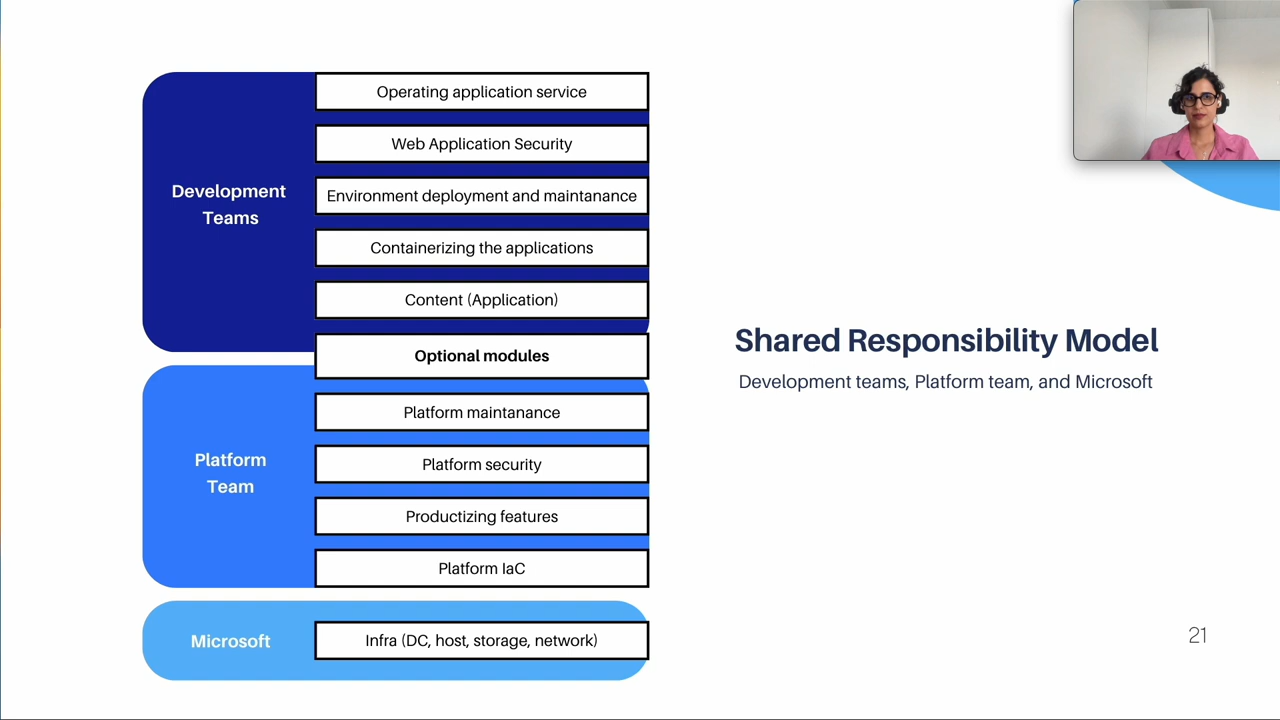 Operating application service
Web Application Security
Development
Teams
Environment deployment and maintanance
Containerizing the applications
Content (Application)
Optional modules
Platform maintanance
Platform
Team
Platform security
Productizing features
Platform IaC
Microsoft
Infra (DC, host, storage, network)
Shared Responsibility Model
Development teams, Platform team, and Microsoft
21